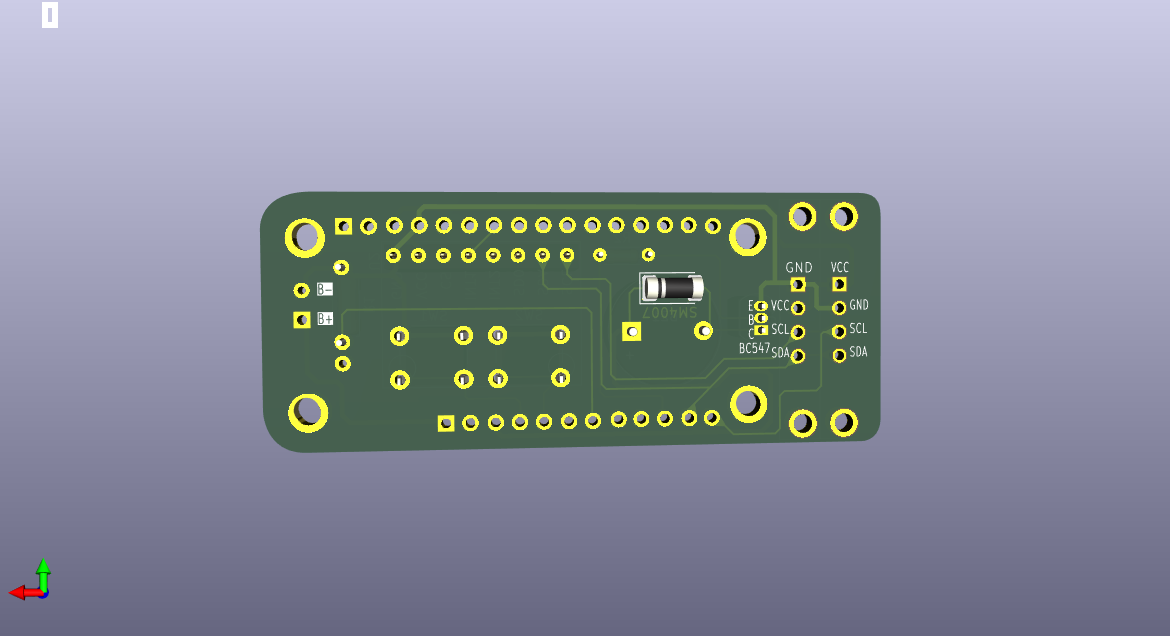 GND VCC
B-
E VCC GND
B+ B
C SCL SCL
BC547 SDA SDA
SM4007